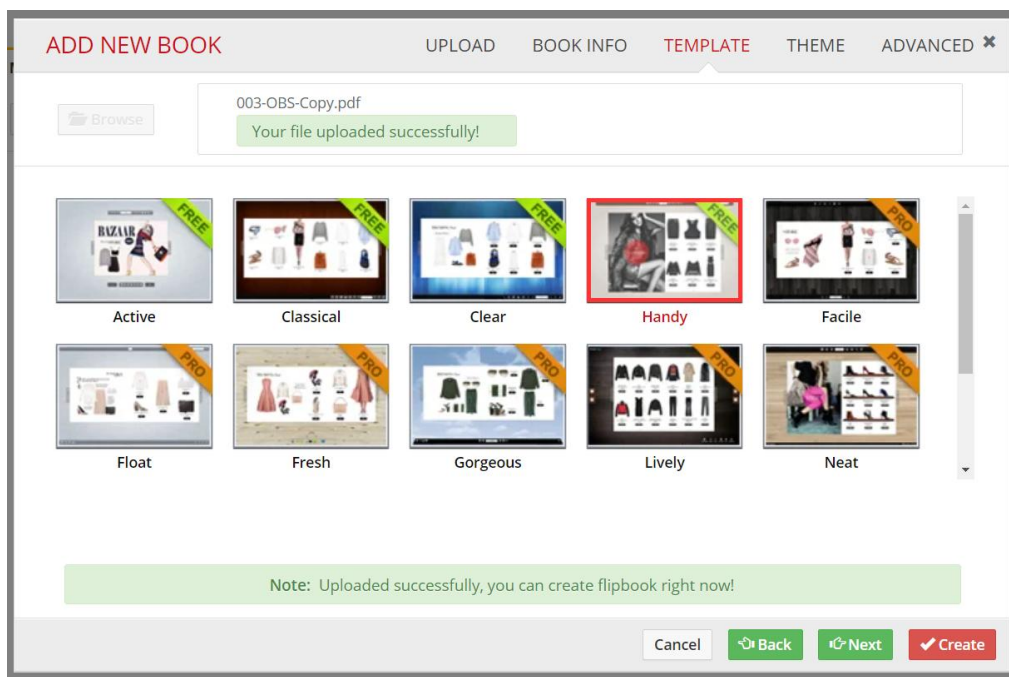 ADD NEW BOOK
UPLOAD BOOK INFO TEMPLATE THEME ADVANCED
Browse
003-OBS-Copy.pdf
Your file uploaded successfully!
FREE FREE FREE FREE PRO
BAZAAR
Active Classical Clear Handy Facile
PRO PRO PRO PRO PRO
Float Fresh Gorgeous Lively Neat
Note: Uploaded successfully, you can create flipbook right now!
Cancel Back Next Create